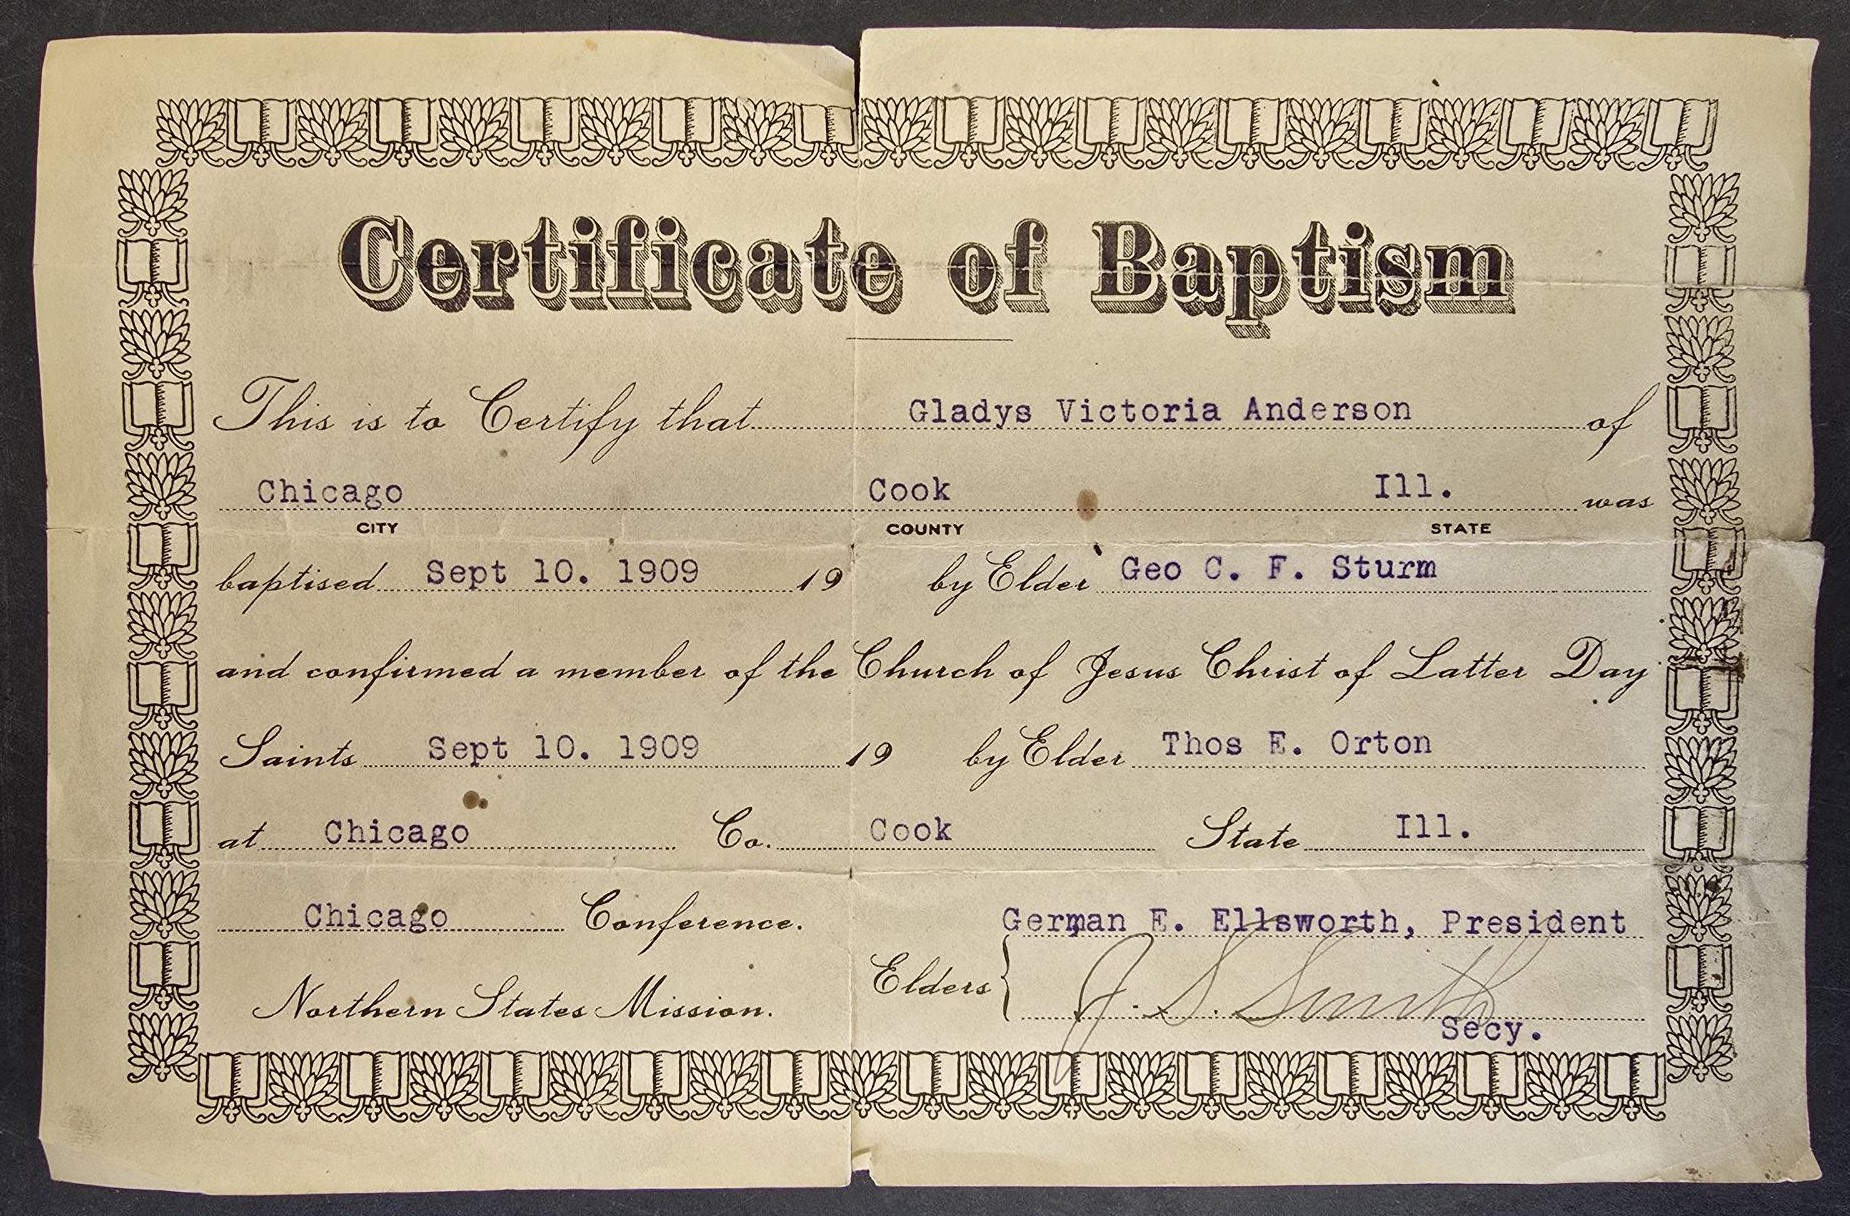 Certificate of Baptism
This is to Certify that Gladys Victoria Anderson of
Chicago Cook Ill. was
CITY COUNTY STATE
baptised Sept 10. 1909 19 by Elder Geo C. F. Sturm
and confirmed a member of the Church of Jesus Christ of Latter Day
Saints Sept 10. 1909 19 by Elder Thos E. Orton
at Chicago Co. Cook State Ill.
Chicago Conference. German E. Ellsworth, President
Northern States Mission. Elders J. S. Smith
Secy.